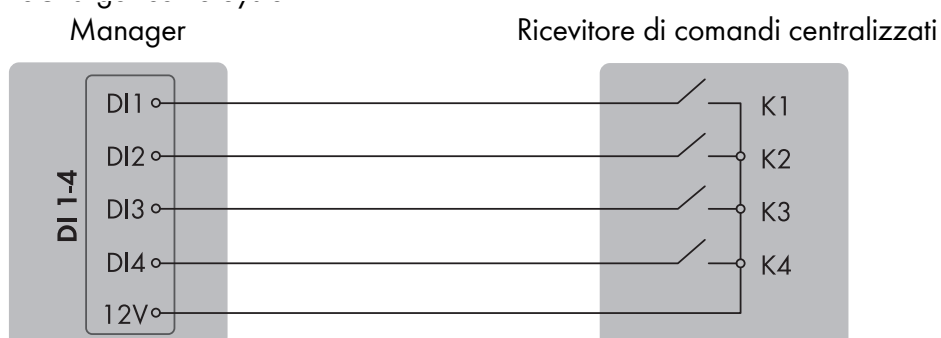 Manager
Ricevitore di comandi centralizzati
DI 1-4
DI1
DI2
DI3
DI4
12V
K1
K2
K3
K4